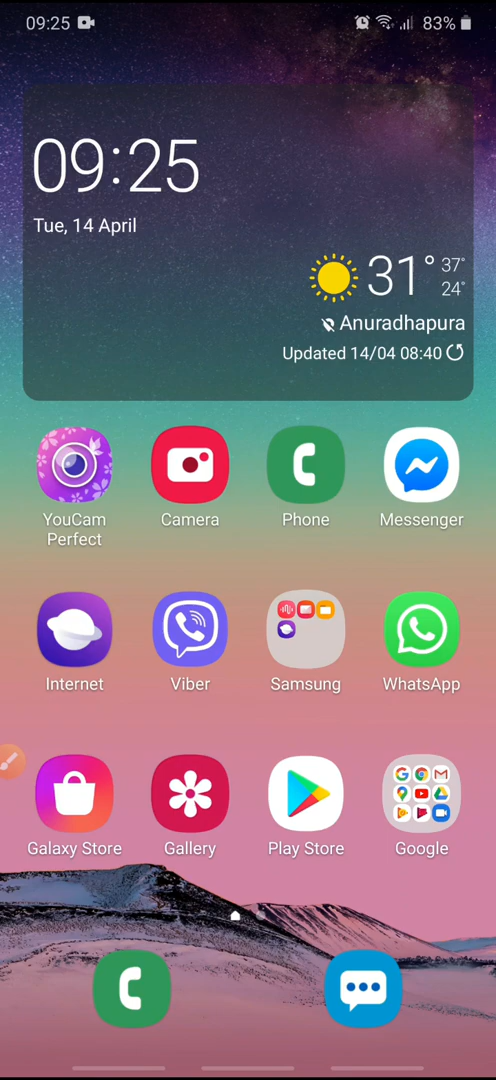 09:25 83%
09:25
Tue, 14 April
31° 37°
24°
Anuradhapura
Updated 14/04 08:40
YouCam Perfect
Camera
Phone
Messenger
Internet
Viber
Samsung
WhatsApp
Galaxy Store
Gallery
Play Store
Google